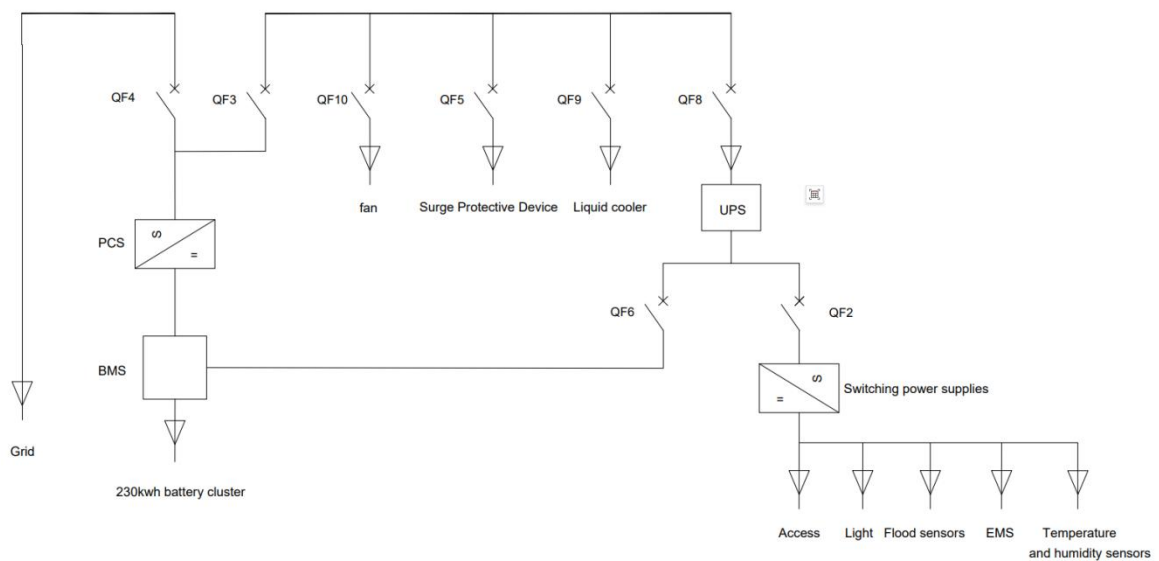 QF4
QF3
QF10
QF5
QF9
QF8
fan
Surge Protective Device
Liquid cooler
UPS
PCS
S
=
QF6
QF2
BMS
S
=
Switching power supplies
Grid
230kwh battery cluster
Access
Light
Flood sensors
EMS
Temperature
and humidity sensors